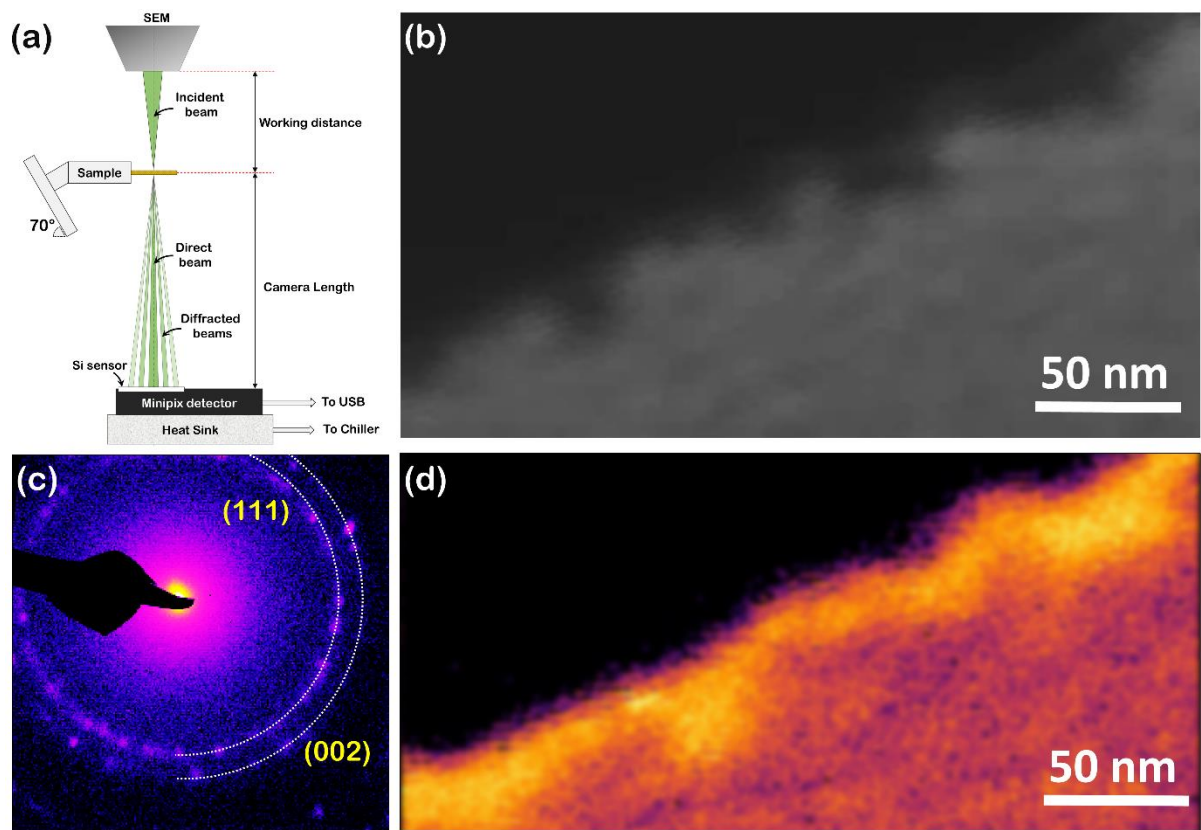 (a)
SEM
Incident
beam
Working distance
Sample
70°
Direct
beam
Camera Length
Diffracted
beams
Si sensor
Minipix detector
To USB
Heat Sink
To Chiller
(b)
50 nm
(c)
(111)
(002)
(d)
50 nm